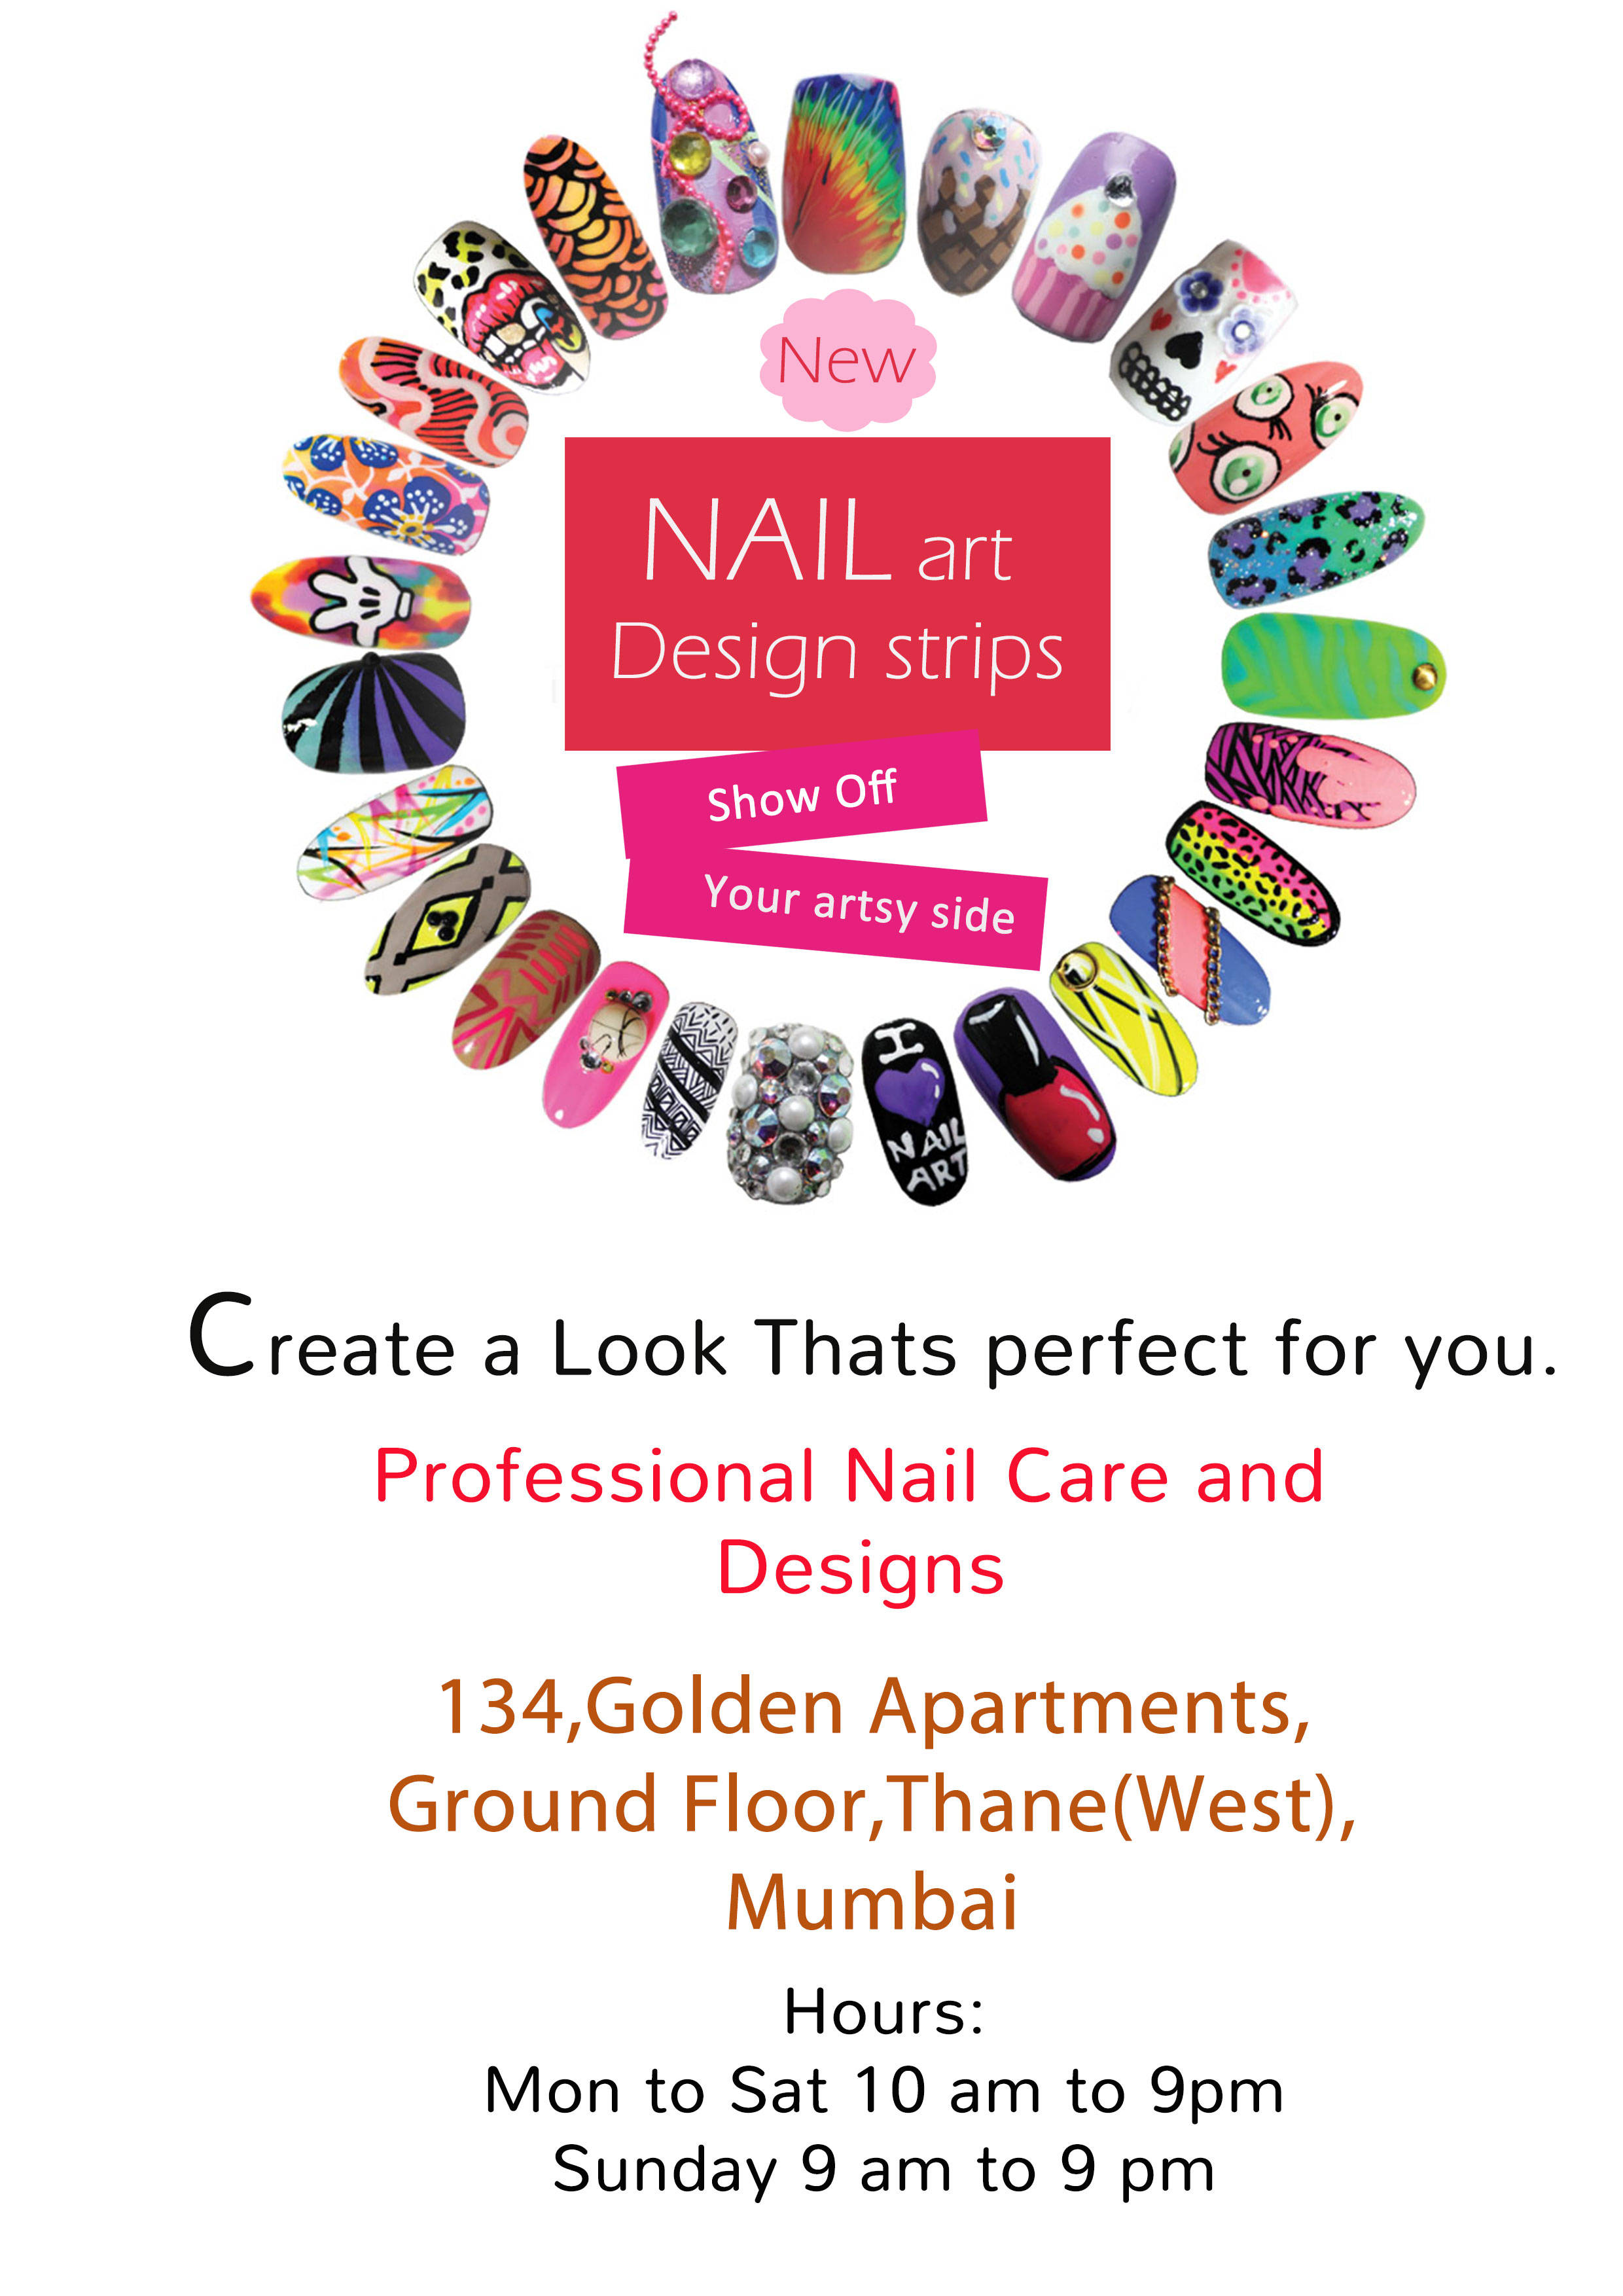 New
NAIL art
Design strips
Show Off
Your artsy side
I
NAIL
ART
Create a Look Thats perfect for you.
Professional Nail Care and
Designs
134,Golden Apartments,
Ground Floor,Thane(West),
Mumbai
Hours:
Mon to Sat 10 am to 9pm
Sunday 9 am to 9 pm